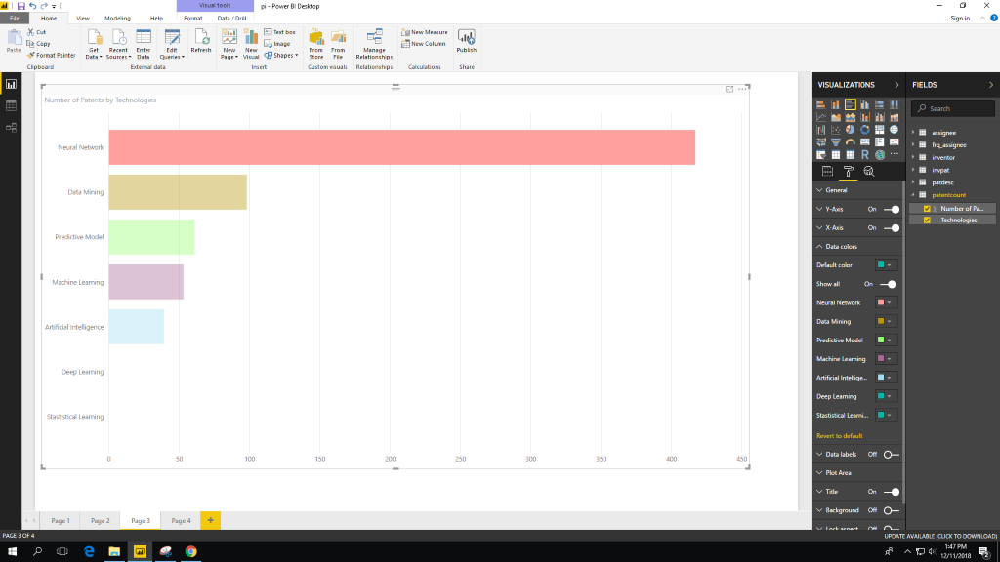 Visual tools
pi - Power BI Desktop
File Home View Modeling Help Format Data / Drill
Sign in
Paste
Cut
Copy
Format Painter
Clipboard
Get Data
Recent Sources
Enter Data
Edit Queries
Refresh
External data
New Page
New Visual
Text box
Image
Shapes
Insert
From Store
From File
Custom visuals
Manage Relationships
Relationships
New Measure
New Column
Calculations
Publish
Share
Number of Patents by Technologies
Neural Network
Data Mining
Predictive Model
Machine Learning
Artificial Intelligence
Deep Learning
Stastistical Learning
0 50 100 150 200 250 300 350 400 450
VISUALIZATIONS
R
General
Y-Axis On
X-Axis On
Data colors
Default color
Show all On
Neural Network
Data Mining
Predictive Model
Machine Learning
Artificial Intellige...
Deep Learning
Stastistical Learni...
Revert to default
Data labels Off
Plot Area
Title On
Background Off
Lock aspect Off
FIELDS
Search
assignee
frq_assignee
inventor
invpat
patdesc
patentcount
Σ Number of Pa...
Technologies
Page 1 Page 2 Page 3 Page 4 +
PAGE 3 OF 4
UPDATE AVAILABLE (CLICK TO DOWNLOAD)
1:47 PM
12/11/2018
2